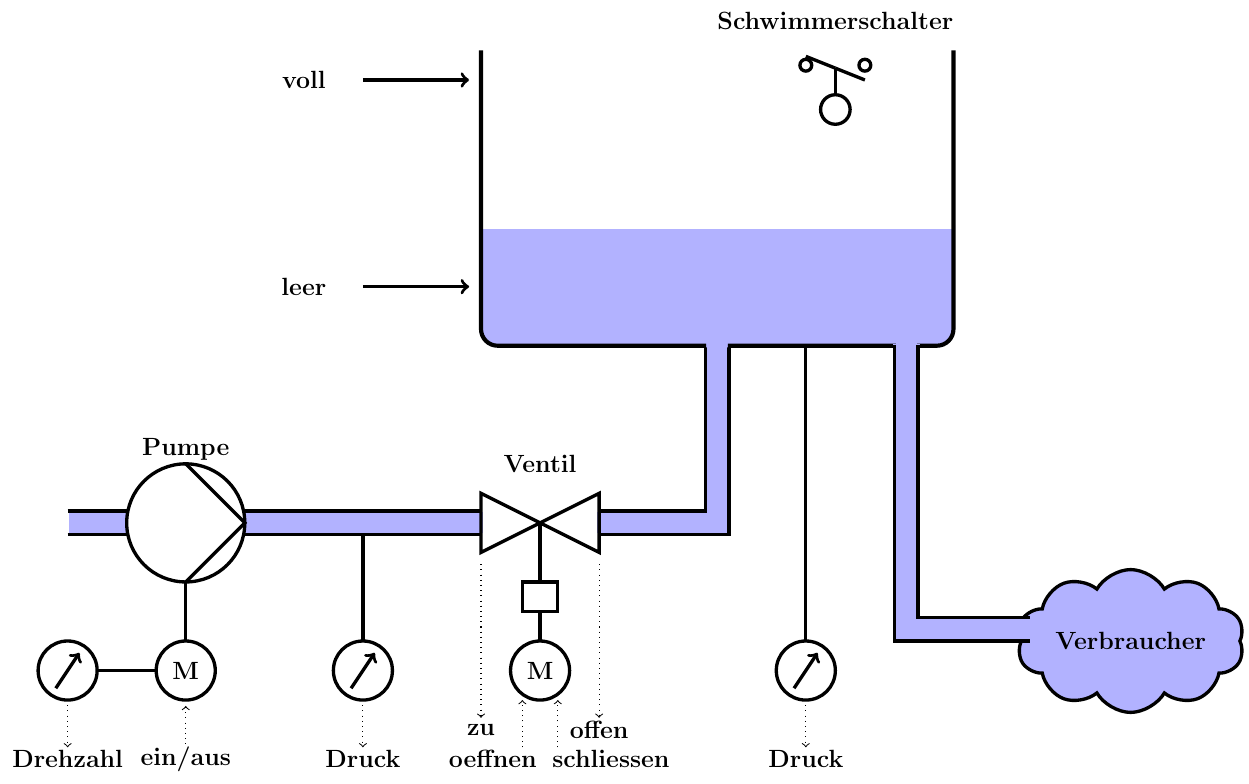 Schwimmerschalter
voll
leer
Pumpe
Ventil
Verbraucher
M
M
zu
offen
Drehzahl
ein/aus
Druck
oeffnen
schliessen
Druck